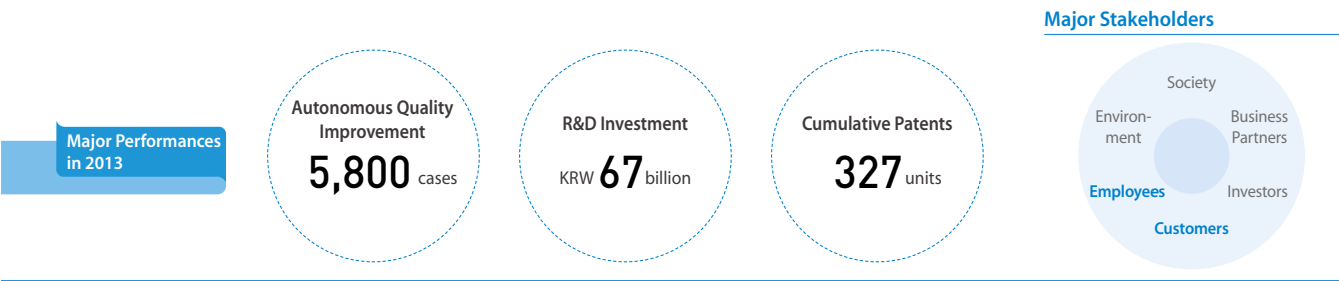 Major Stakeholders
Major Performances
in 2013
Autonomous Quality
Improvement
5,800 cases
R&D Investment
KRW 67 billion
Cumulative Patents
327 units
Society
Environ-
ment
Business
Partners
Employees
Investors
Customers